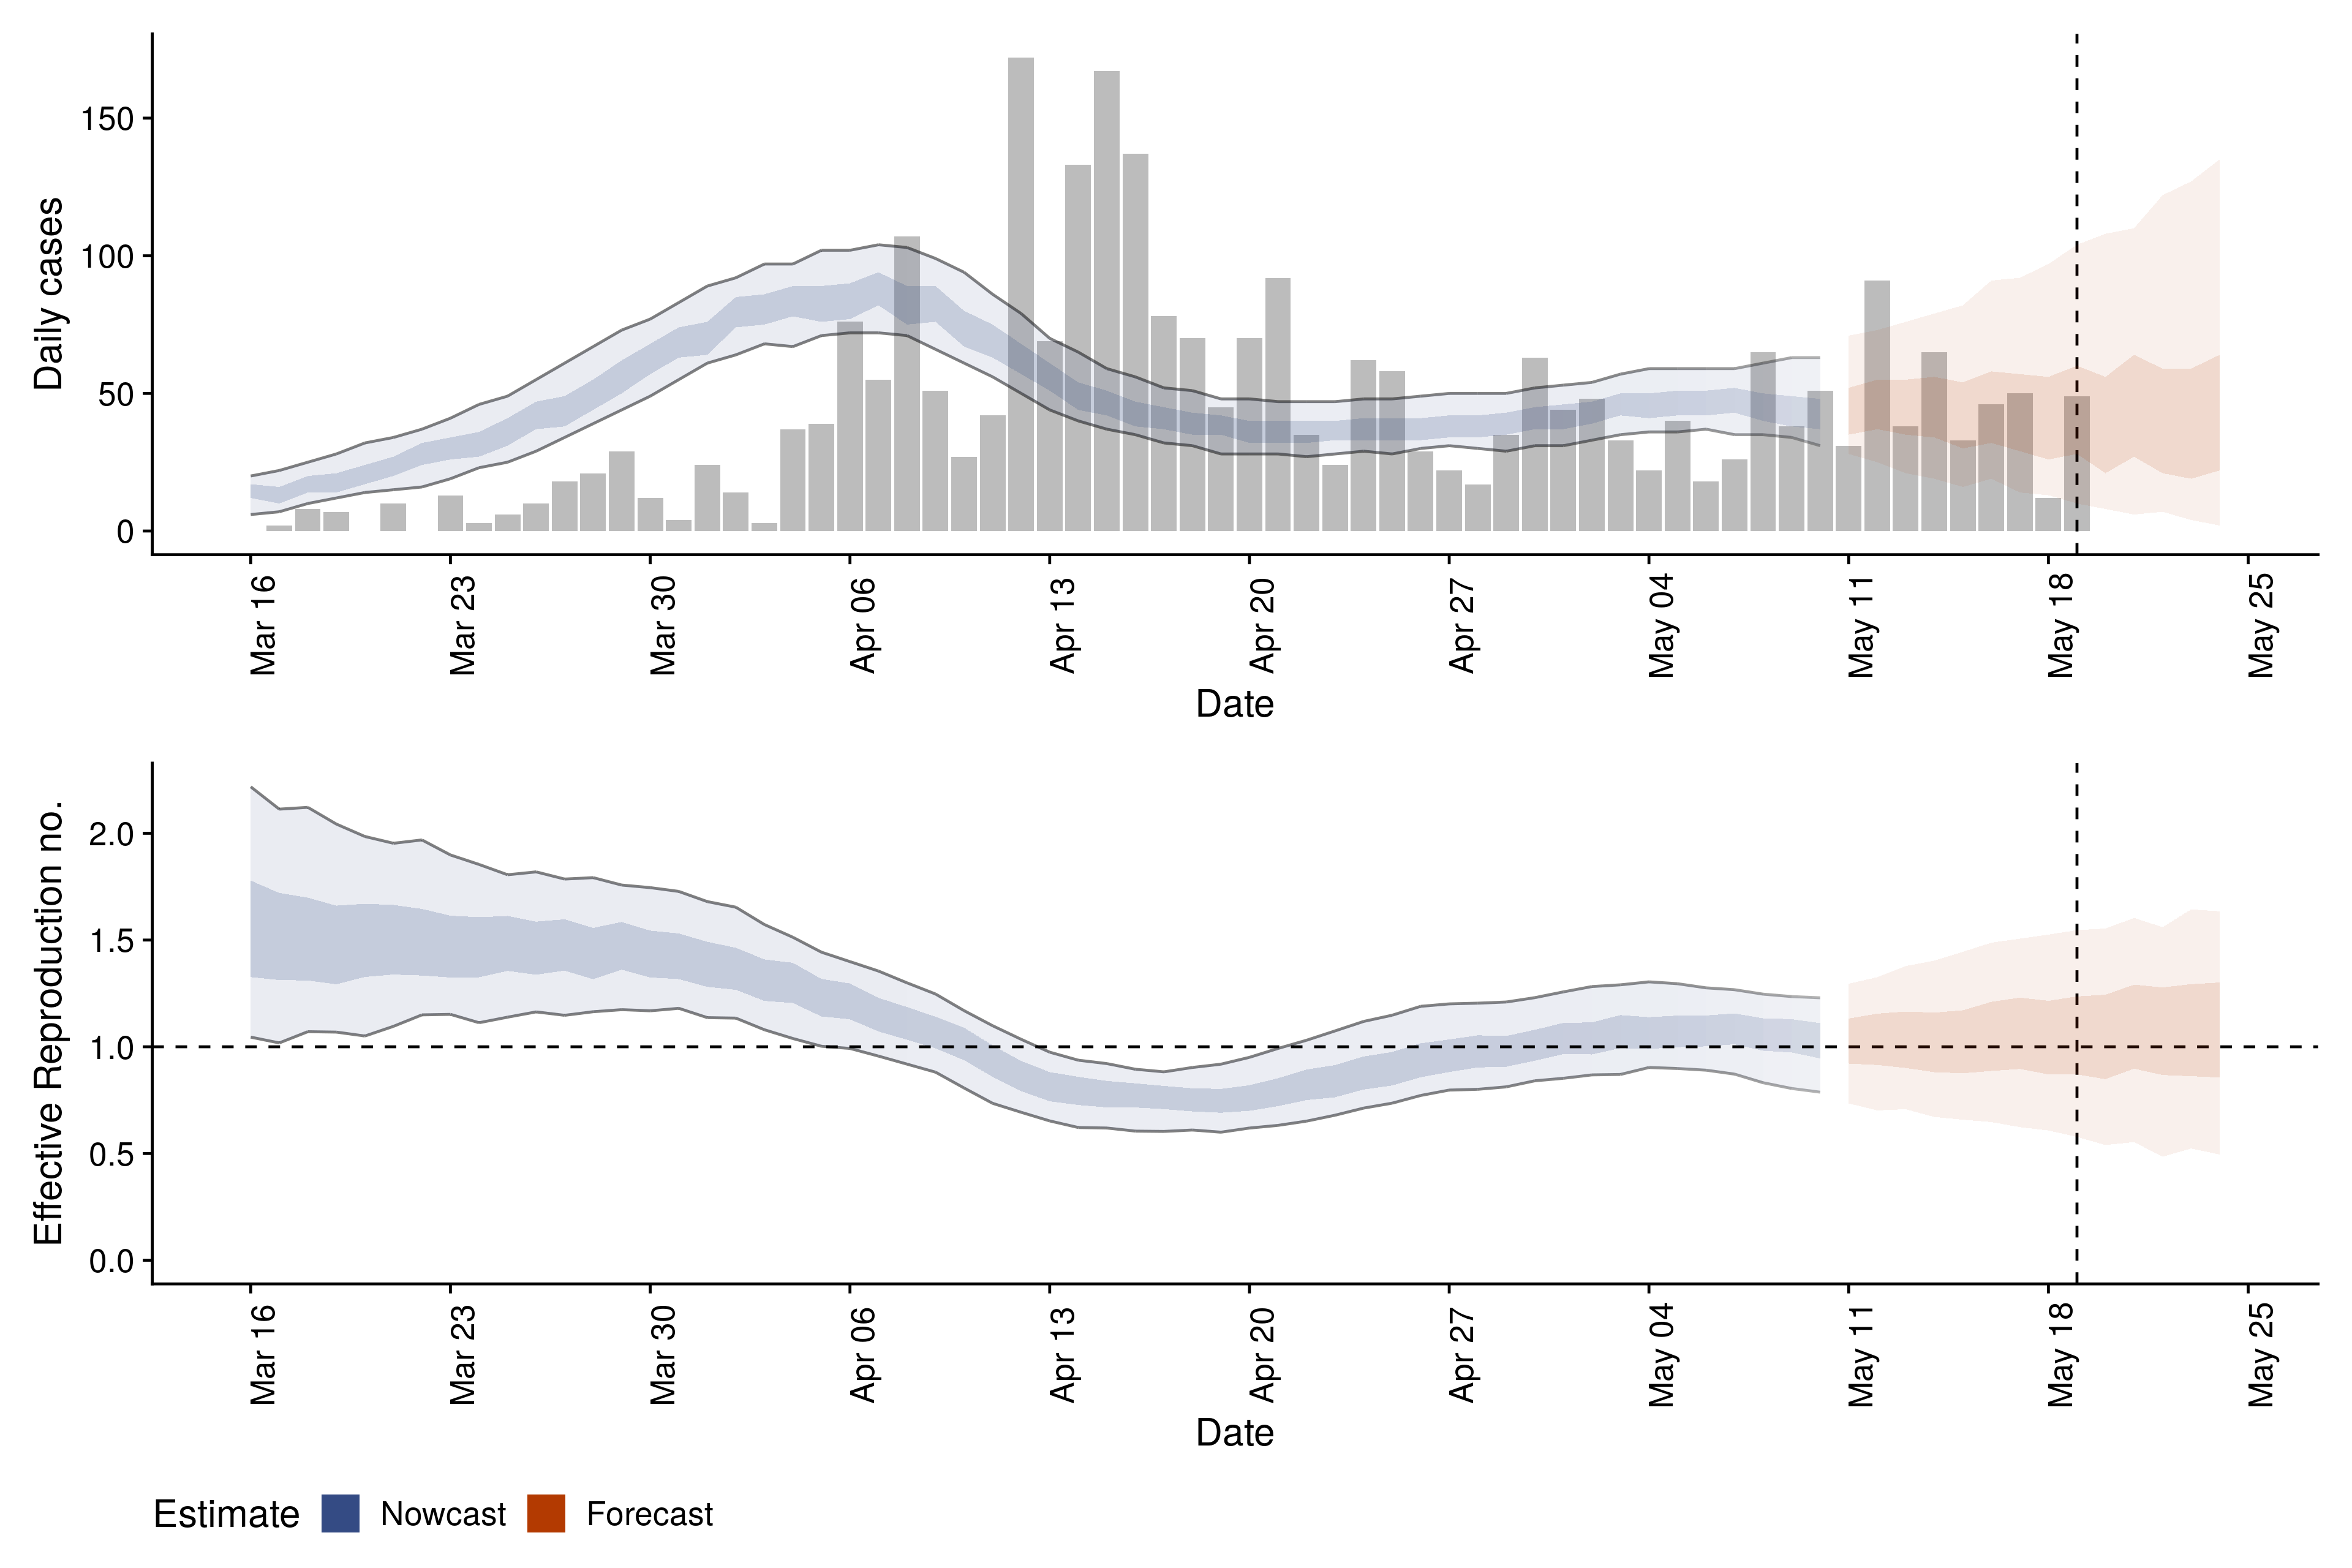 Daily cases
150
100
50
0
Mar 16
Mar 23
Mar 30
Apr 06
Apr 13
Apr 20
Apr 27
May 04
May 11
May 18
May 25
Date
Effective Reproduction no.
2.0
1.5
1.0
0.5
0.0
Mar 16
Mar 23
Mar 30
Apr 06
Apr 13
Apr 20
Apr 27
May 04
May 11
May 18
May 25
Date
Estimate Nowcast Forecast